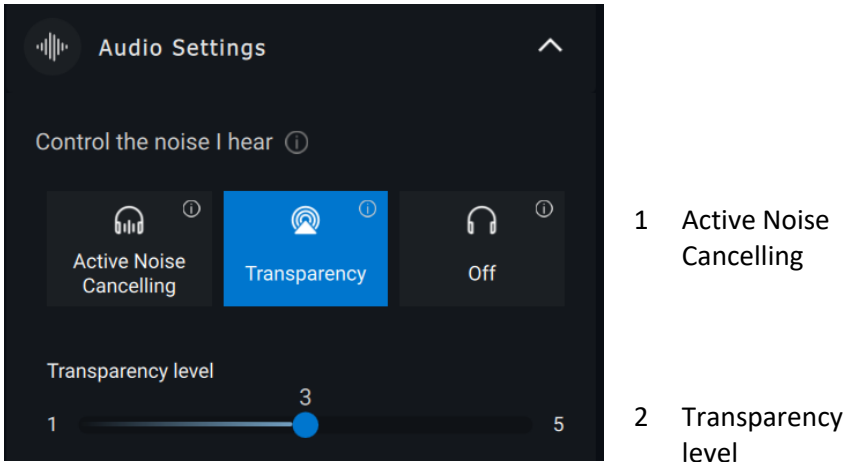 Audio Settings
Control the noise I hear
Active Noise
Cancelling
Transparency
Off
Transparency level
3
1
5
1 Active Noise
Cancelling
2 Transparency
level